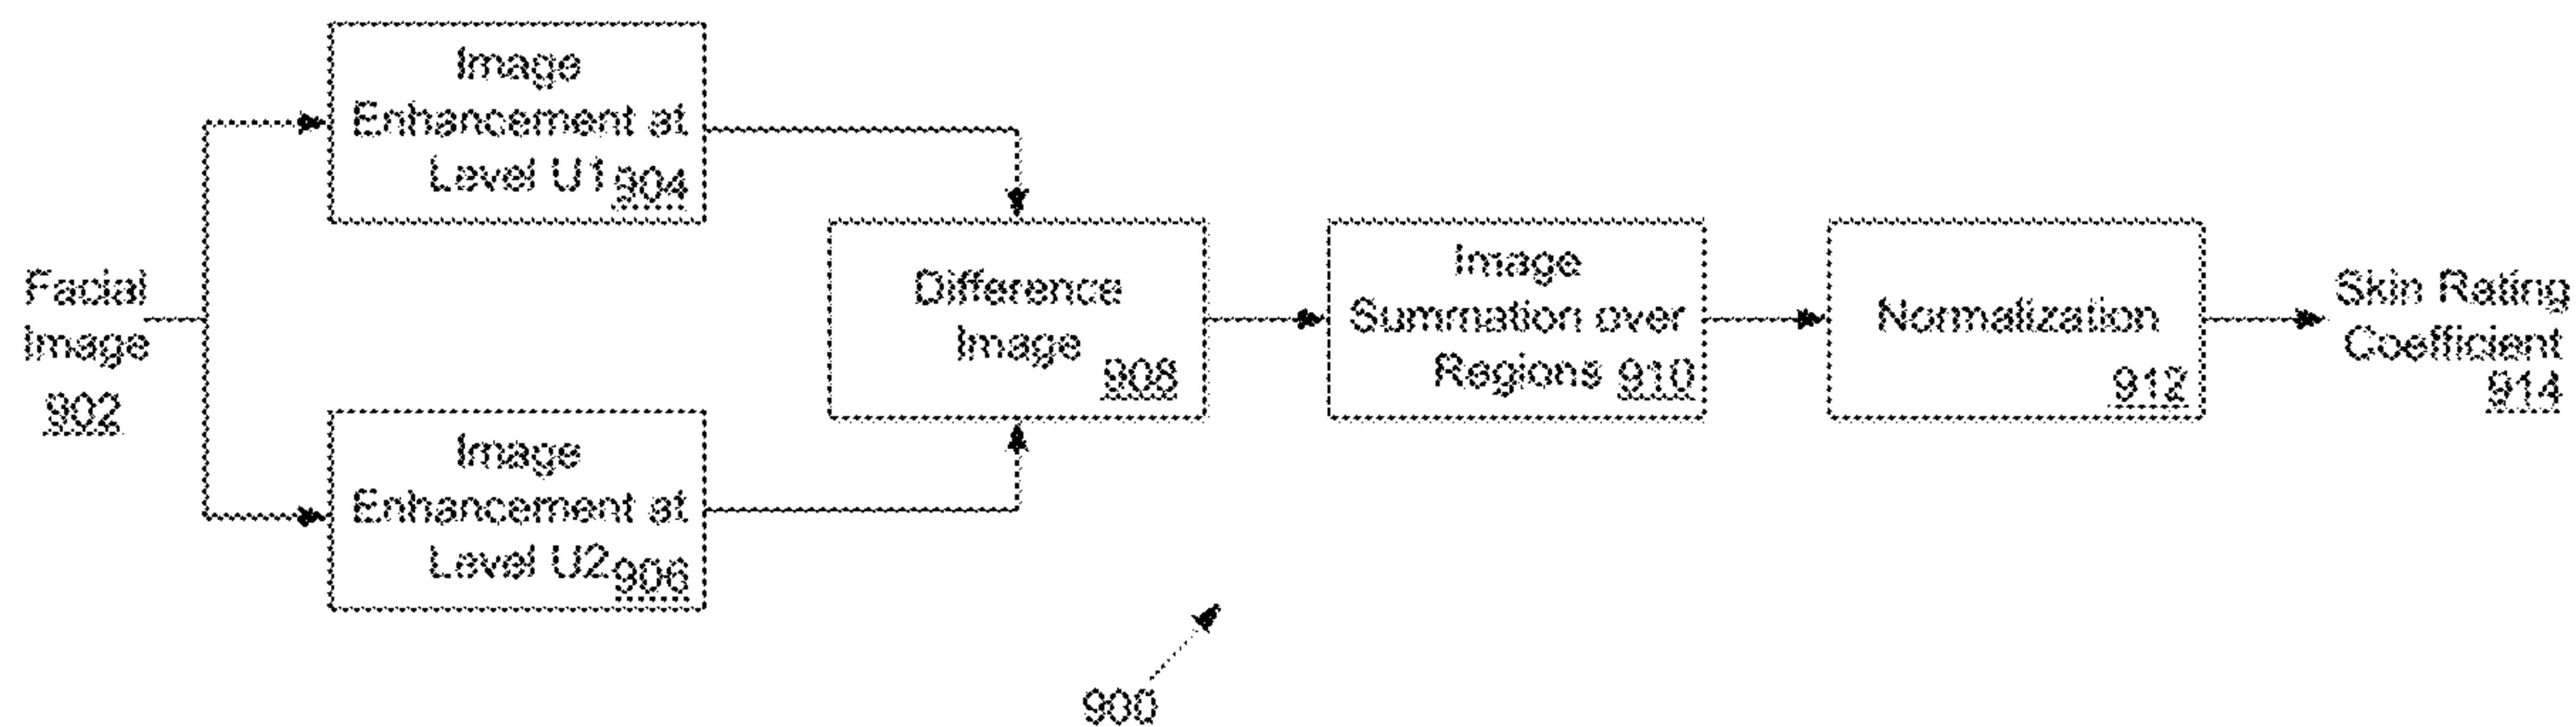 Facial
Image
902
Image
Enhancement at
Level U1 904
Image
Enhancement at
Level U2 906
Difference
Image
908
Image
Summation over
Regions 910
Normalization
912
Skin Rating
Coefficient
914
900